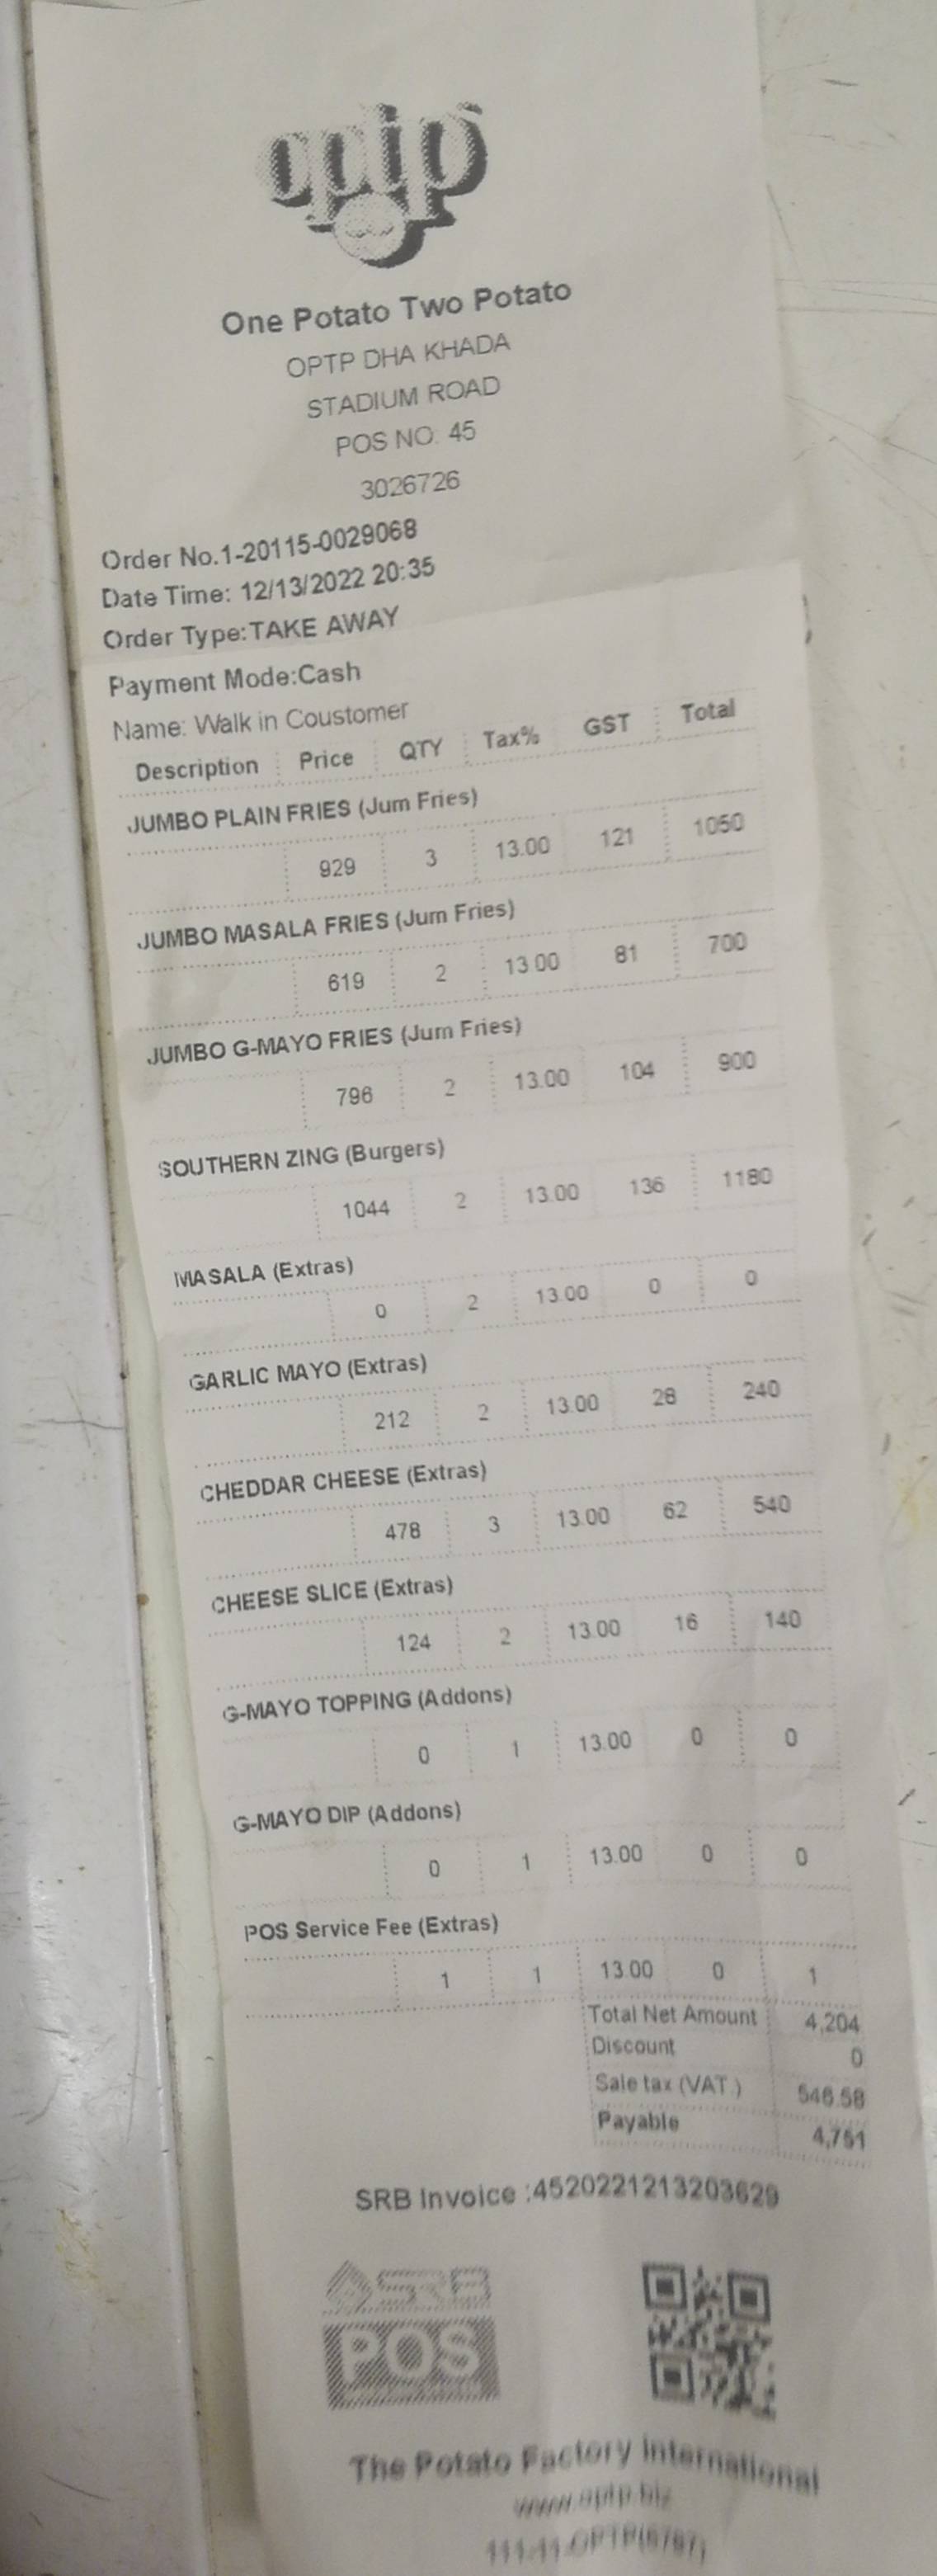 optp
One Potato Two Potato
OPTP DHA KHADA
STADIUM ROAD
POS NO. 45
3026726
Order No.1-20115-0029068
Date Time: 12/13/2022 20:35
Order Type:TAKE AWAY
Payment Mode:Cash
Name: Walk in Coustomer
Description Price QTY Tax% GST Total
JUMBO PLAIN FRIES (Jum Fries)
929 3 13.00 121 1050
JUMBO MASALA FRIES (Jum Fries)
619 2 13.00 81 700
JUMBO G-MAYO FRIES (Jum Fries)
796 2 13.00 104 900
SOUTHERN ZING (Burgers)
1044 2 13.00 136 1180
MASALA (Extras)
0 2 13.00 0 0
GARLIC MAYO (Extras)
212 2 13.00 28 240
CHEDDAR CHEESE (Extras)
478 3 13.00 62 540
CHEESE SLICE (Extras)
124 2 13.00 16 140
G-MAYO TOPPING (Addons)
0 1 13.00 0 0
G-MAYO DIP (Addons)
0 1 13.00 0 0
POS Service Fee (Extras)
1 1 13.00 0 1
Total Net Amount 4,204
Discount 0
Sale tax (VAT ) 546.58
Payable 4,751
SRB Invoice :4520221213203629
POS
The Potato Factory International
www.optp.biz
111-11-OPTP(6787)